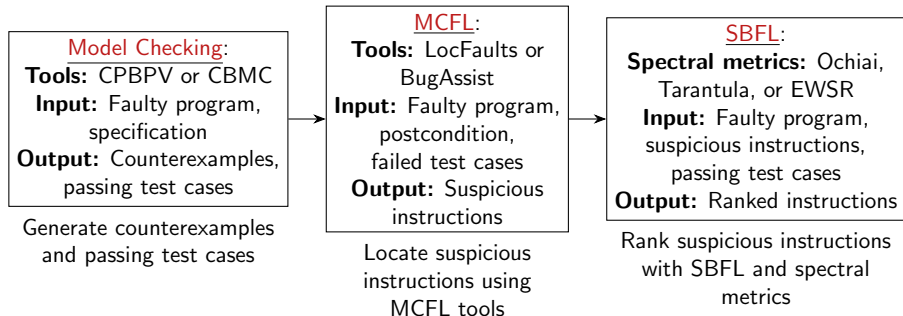 Model Checking:
Tools: CPBPV or CBMC
Input: Faulty program,
specification
Output: Counterexamples,
passing test cases
Generate counterexamples
and passing test cases
MCFL:
Tools: LocFaults or
BugAssist
Input: Faulty program,
postcondition,
failed test cases
Output: Suspicious
instructions
Locate suspicious
instructions using
MCFL tools
SBFL:
Spectral metrics: Ochiai,
Tarantula, or EWSR
Input: Faulty program,
suspicious instructions,
passing test cases
Output: Ranked instructions
Rank suspicious instructions
with SBFL and spectral
metrics